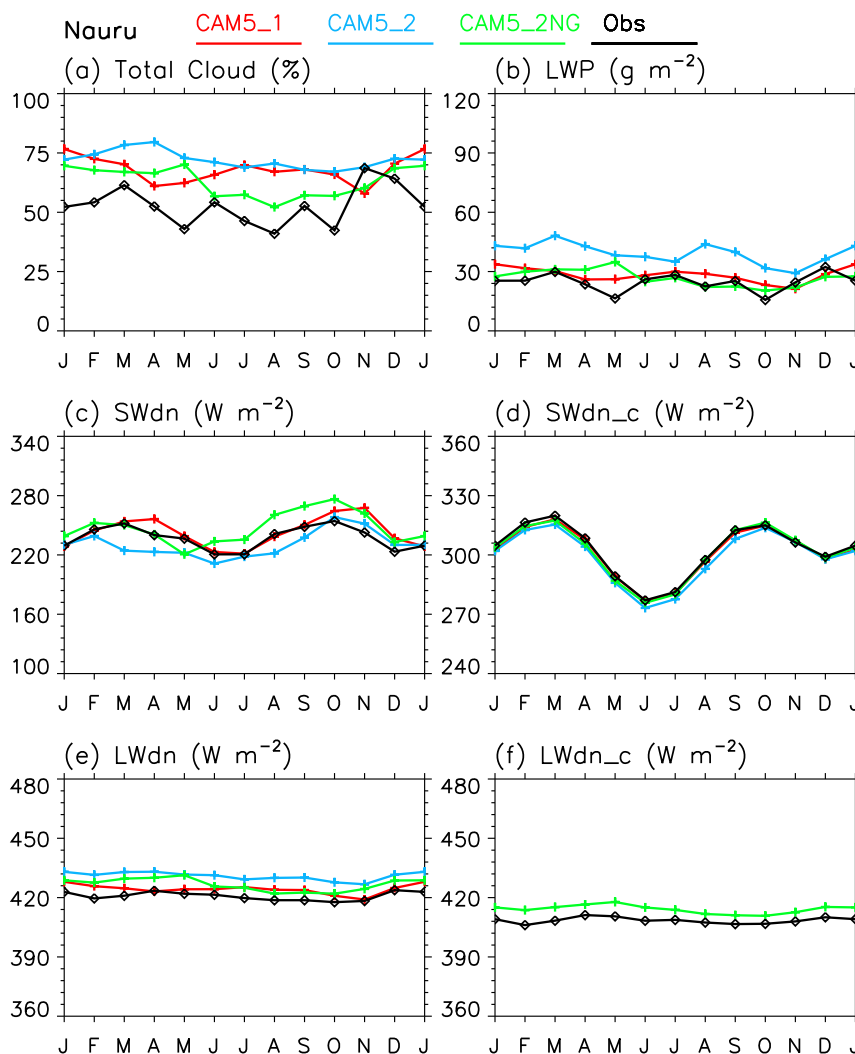 Nauru CAM5_1 CAM5_2 CAM5_2NG Obs
(a) Total Cloud (%)
(b) LWP (g m⁻²)
100
75
50
25
0
J F M A M J J A S O N D J
120
90
60
30
0
J F M A M J J A S O N D J
(c) SWdn (W m⁻²)
(d) SWdn_c (W m⁻²)
340
280
220
160
100
J F M A M J J A S O N D J
360
330
300
270
240
J F M A M J J A S O N D J
(e) LWdn (W m⁻²)
(f) LWdn_c (W m⁻²)
480
450
420
390
360
J F M A M J J A S O N D J
480
450
420
390
360
J F M A M J J A S O N D J